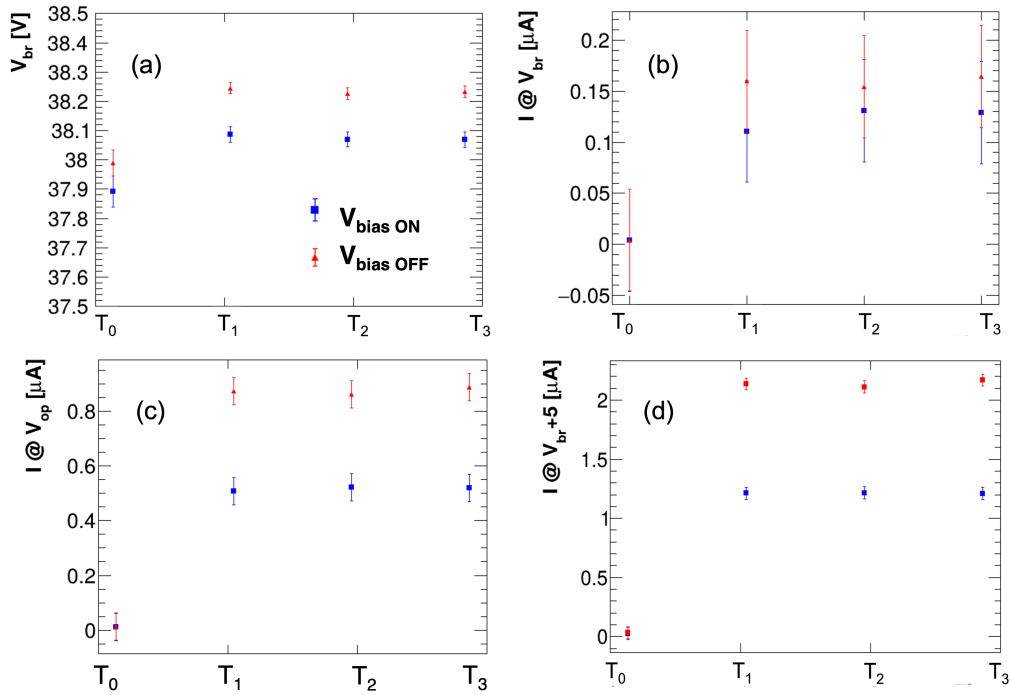 V_br [V]
38.5
38.4
38.3
38.2
38.1
38
37.9
37.8
37.7
37.6
37.5
(a)
V_bias ON
V_bias OFF
T_0 T_1 T_2 T_3
I @ V_br [μA]
0.2
0.15
0.1
0.05
0
−0.05
(b)
T_0 T_1 T_2 T_3
I @ V_op [μA]
0.8
0.6
0.4
0.2
0
(c)
T_0 T_1 T_2 T_3
I @ V_br+5 [μA]
2
1.5
1
0.5
0
(d)
T_0 T_1 T_2 T_3